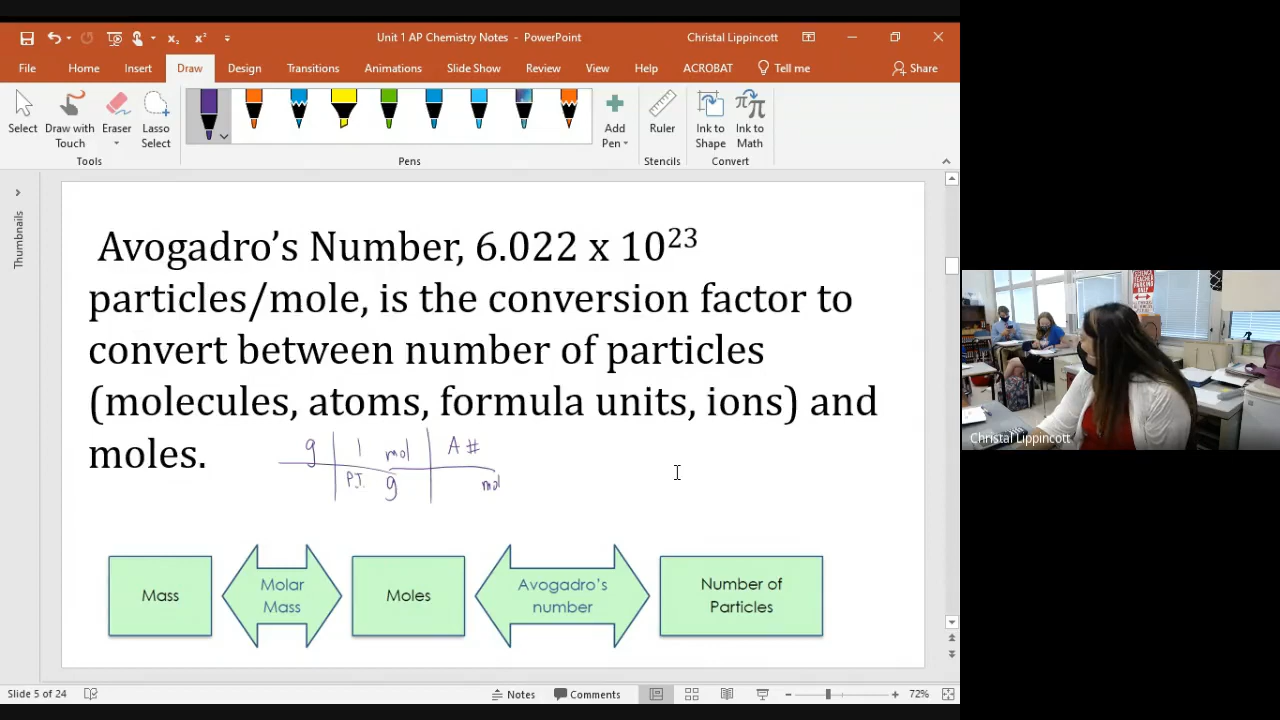 Unit 1 AP Chemistry Notes - PowerPoint
Christal Lippincott
File Home Insert Draw Design Transitions Animations Slide Show Review View Help ACROBAT Tell me Share
Select
Draw with Touch
Eraser
Lasso Select
Add Pen
Ruler
Ink to Shape
Ink to Math
Tools
Pens
Stencils
Convert
Thumbnails
Avogadro’s Number, 6.022 x 10²³
particles/mole, is the conversion factor to
convert between number of particles
(molecules, atoms, formula units, ions) and
moles.
g 1 mol A #
P.T. g mol
Mass
Molar
Mass
Moles
Avogadro’s
number
Number of
Particles
Christal Lippincott
Slide 5 of 24
Notes
Comments
72%